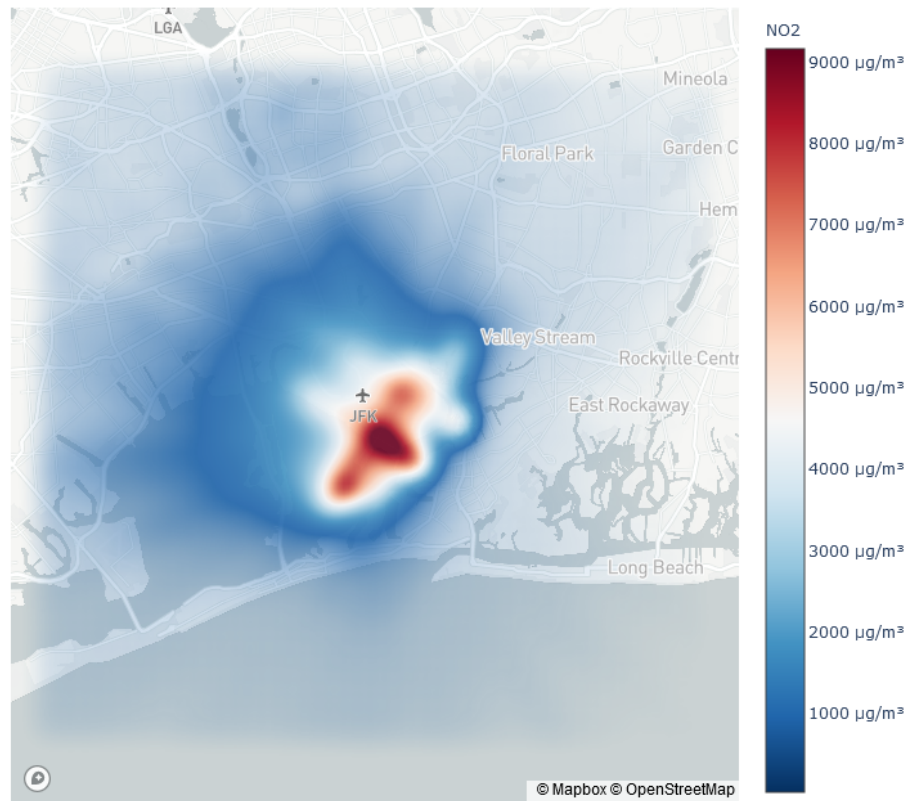 LGA
Mineola
Floral Park
Garden C
Hem
Valley Stream
Rockville Centr
JFK
East Rockaway
Long Beach
© Mapbox © OpenStreetMap
NO2
9000 µg/m³
8000 µg/m³
7000 µg/m³
6000 µg/m³
5000 µg/m³
4000 µg/m³
3000 µg/m³
2000 µg/m³
1000 µg/m³